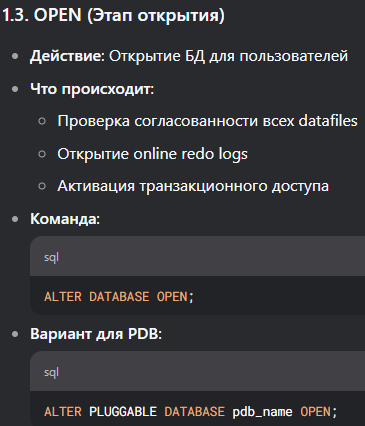 1.3. OPEN (Этап открытия)
Действие: Открытие БД для пользователей
Что происходит:
Проверка согласованности всех datafiles
Открытие online redo logs
Активация транзакционного доступа
Команда:
sql
ALTER DATABASE OPEN;
Вариант для PDB:
sql
ALTER PLUGGABLE DATABASE pdb_name OPEN;